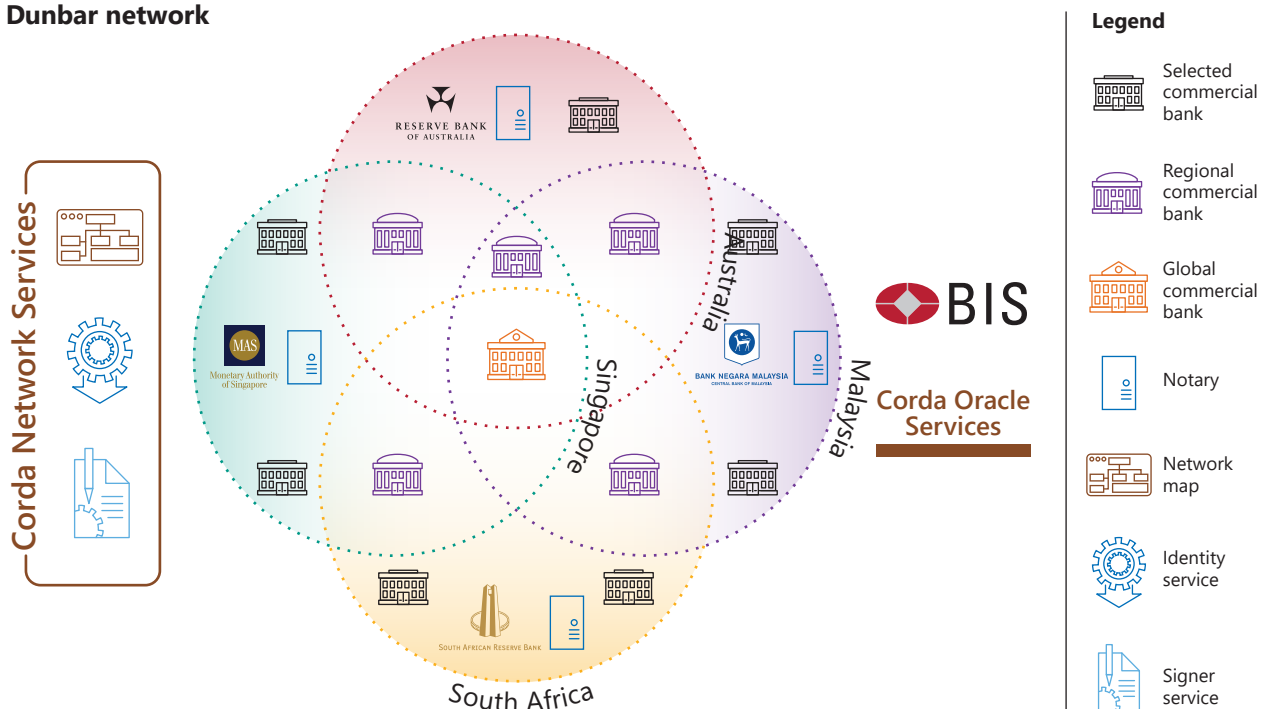 Dunbar network
Corda Network Services
RESERVE BANK
OF AUSTRALIA
MAS
Monetary Authority
of Singapore
BANK NEGARA MALAYSIA
CENTRAL BANK OF MALAYSIA
SOUTH AFRICAN RESERVE BANK
Australia
Singapore
Malaysia
South Africa
BIS
Corda Oracle
Services
Legend
Selected
commercial
bank
Regional
commercial
bank
Global
commercial
bank
Notary
Network
map
Identity
service
Signer
service